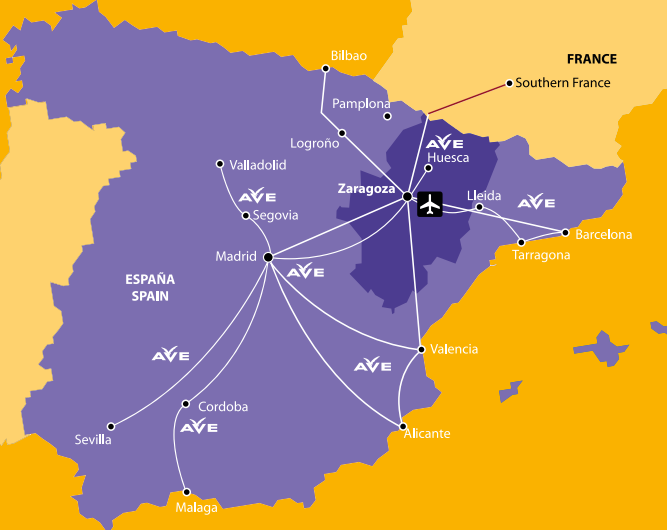 Bilbao
FRANCE
Southern France
Pamplona
Logroño
AVE
Huesca
Valladolid
AVE
Zaragoza
Lleida
AVE
Segovia
Barcelona
Madrid
Tarragona
AVE
ESPAÑA
SPAIN
AVE
Valencia
AVE
Cordoba
AVE
Sevilla
Alicante
Malaga